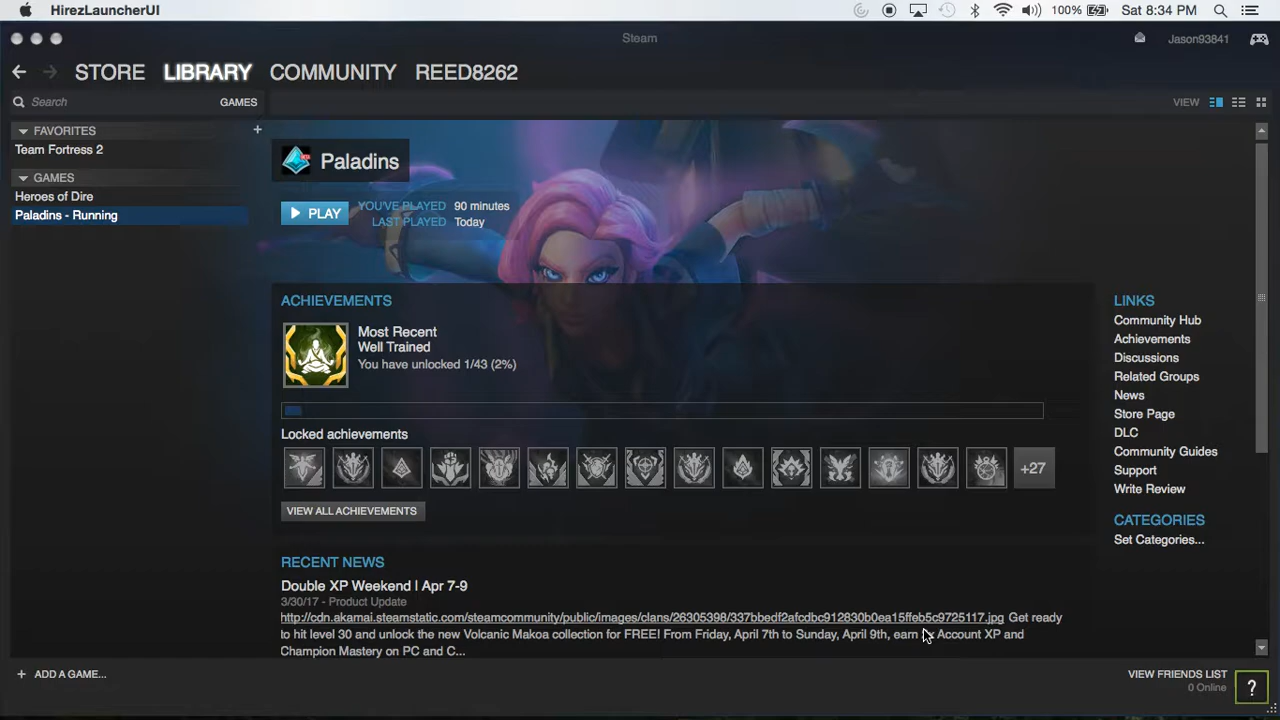 HirezLauncherUI
100%
Sat 8:34 PM
Steam
Jason93841
STORE
LIBRARY
COMMUNITY
REED8262
Search
GAMES
VIEW
FAVORITES
Team Fortress 2
GAMES
Heroes of Dire
Paladins - Running
Paladins
PLAY
YOU'VE PLAYED 90 minutes
LAST PLAYED Today
ACHIEVEMENTS
Most Recent
Well Trained
You have unlocked 1/43 (2%)
Locked achievements
+27
VIEW ALL ACHIEVEMENTS
RECENT NEWS
Double XP Weekend | Apr 7-9
3/30/17 - Product Update
http://cdn.akamai.steamstatic.com/steamcommunity/public/images/clans/26305398/337bbedf2afcdbc912830b0ea15ffeb5c9725117.jpg Get ready
to hit level 30 and unlock the new Volcanic Makoa collection for FREE! From Friday, April 7th to Sunday, April 9th, earn Account XP and
Champion Mastery on PC and C...
LINKS
Community Hub
Achievements
Discussions
Related Groups
News
Store Page
DLC
Community Guides
Support
Write Review
CATEGORIES
Set Categories...
+ ADD A GAME...
VIEW FRIENDS LIST
0 Online
?